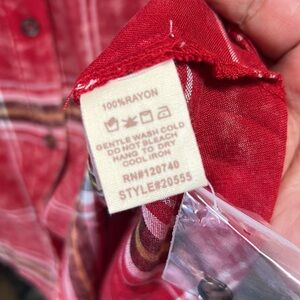 100%RAYON
GENTLE WASH COLD
DO NOT BLEACH
HANG TO DRY
COOL IRON
RN#120740
STYLE#20555